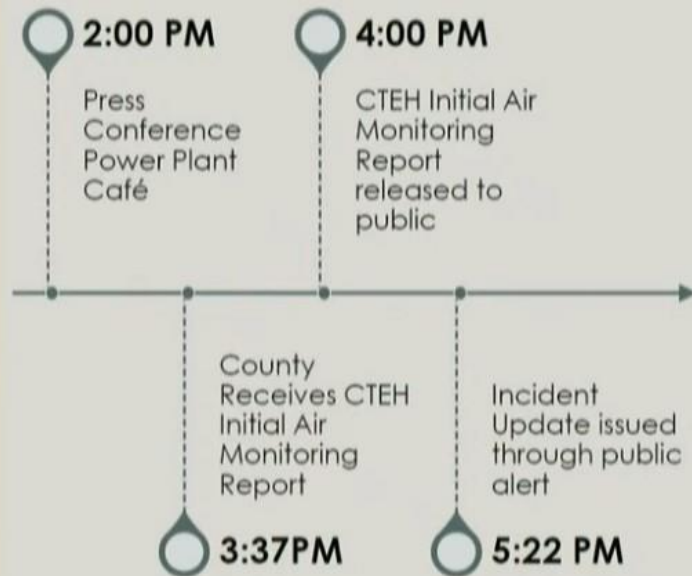 2:00 PM
Press
Conference
Power Plant
Café
4:00 PM
CTEH Initial Air
Monitoring
Report
released to
public
County
Receives CTEH
Initial Air
Monitoring
Report
3:37PM
Incident
Update issued
through public
alert
5:22 PM